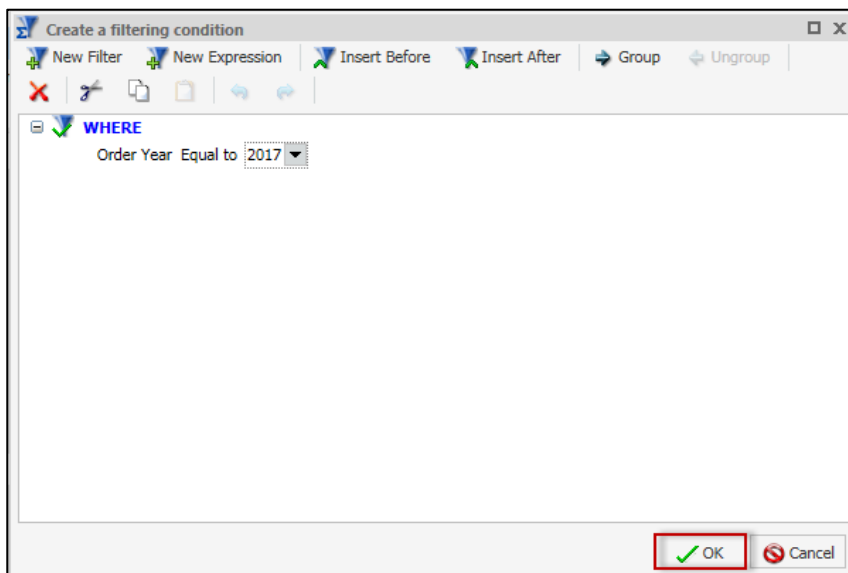 Create a filtering condition
New Filter New Expression Insert Before Insert After Group Ungroup
WHERE
Order Year Equal to 2017
OK Cancel